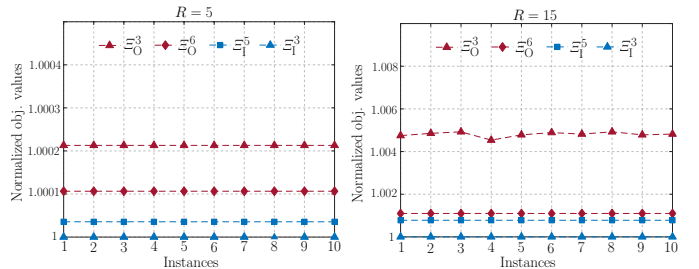 R = 5
Ξ_O^3 Ξ_O^6 Ξ_I^5 Ξ_I^3
Normalized obj. values
1.0004
1.0003
1.0002
1.0001
1
1 2 3 4 5 6 7 8 9 10
Instances
R = 15
Ξ_O^3 Ξ_O^6 Ξ_I^5 Ξ_I^3
Normalized obj. values
1.008
1.006
1.004
1.002
1
1 2 3 4 5 6 7 8 9 10
Instances